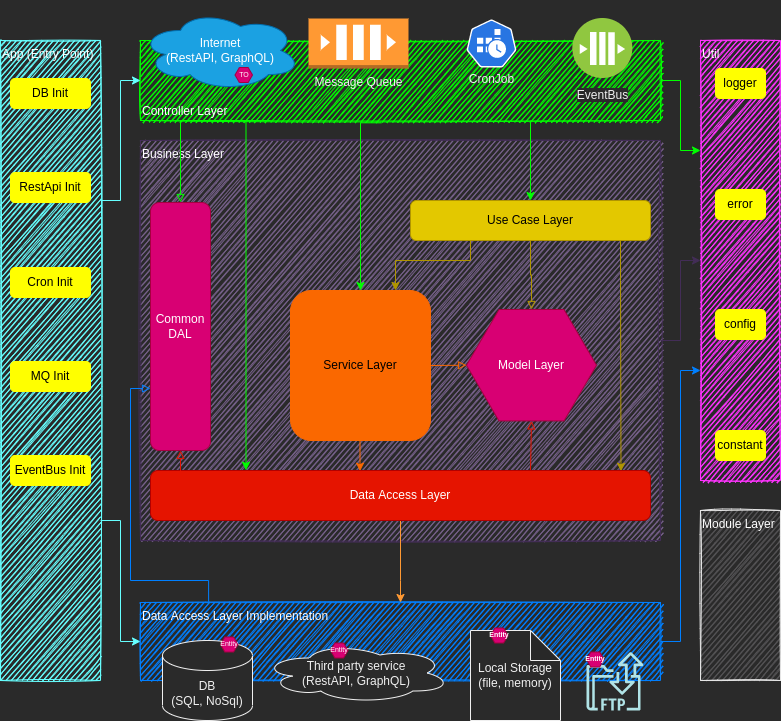 App (Entry Point)
DB Init
RestApi Init
Cron Init
MQ Init
EventBus Init
Internet
(RestAPI, GraphQL)
TO
Message Queue
CronJob
EventBus
Controller Layer
Business Layer
Common
DAL
Use Case Layer
Service Layer
Model Layer
Data Access Layer
Data Access Layer Implementation
Entity
DB
(SQL, NoSql)
Entity
Third party service
(RestAPI, GraphQL)
Entity
Local Storage
(file, memory)
Entity
FTP
Util
logger
error
config
constant
Module Layer